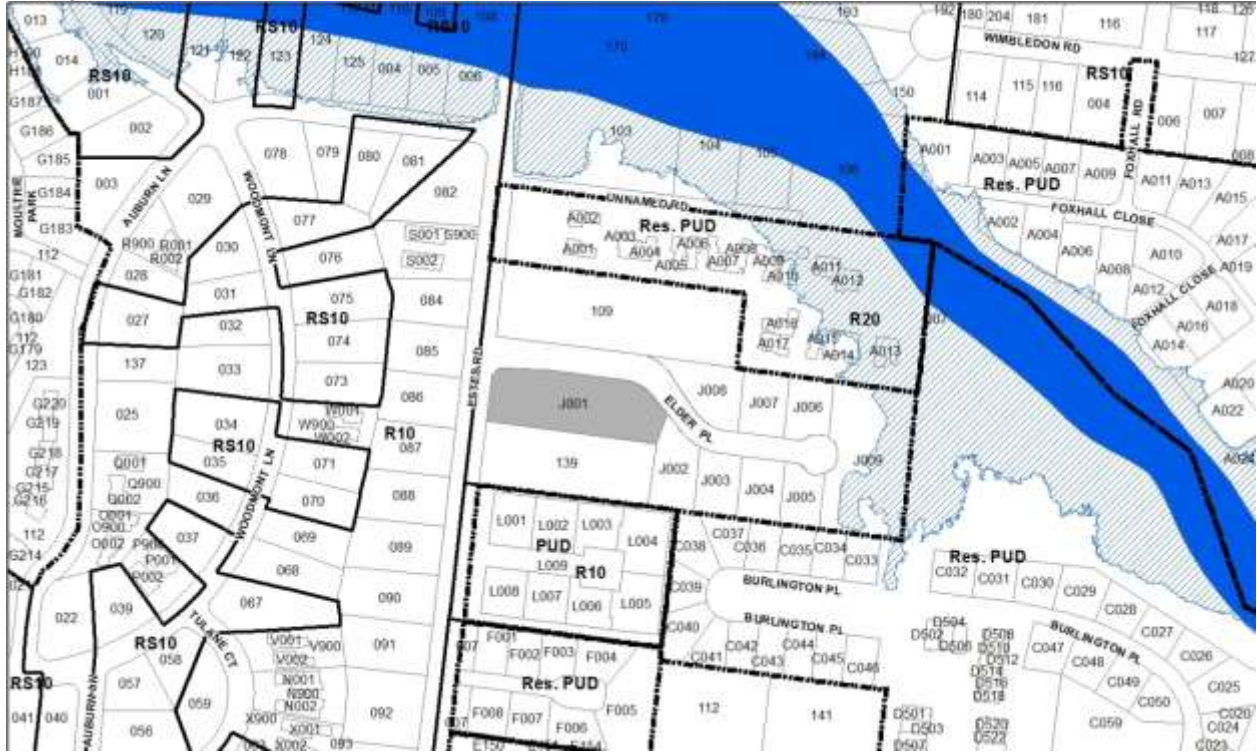 013
120
121
122
123
RS10
124
125
004
005
006
RS10
108
170
193
192
180
204
181
116
118
117
127
WIMBLEDON RD
RS10
014
RS10
001
002
G187
G186
G185
G184
G183
MOULTRIE PARK
003
AUBURN LN
029
078
079
080
081
082
WOODMONT LN
077
076
030
031
R900
R001
R002
028
027
S001
S900
S002
084
085
086
087
088
089
090
091
092
075
RS10
074
073
032
033
034
035
RS10
036
037
W001
W900
W002
R10
071
070
069
068
067
WOODMONT LN
112
G181
G182
G180
112
G179
123
137
025
G220
G219
G218
G217
G215
G216
112
G214
Q001
Q900
Q002
O001
O900
O002
P900
P001
P002
022
039
RS10
058
057
056
059
TULANE CT
AUBURN LN
RS10
041
040
V001
V900
V002
N001
N900
N002
X900
X001
X002
ESTES RD
103
104
105
106
150
114
115
116
004
006
007
008
FOXHALL RD
A001
A003
A005
A007
A009
A011
A013
A015
Res. PUD
FOXHALL CLOSE
A002
A004
A006
A008
A010
A012
A014
A016
A018
A017
A019
A020
A022
A024
FOXHALL CLOSE
UNNAMED RD
Res. PUD
A002
A001
A003
A004
A005
A006
A007
A008
A009
A010
A011
A012
R20
A016
A017
A015
A014
A013
109
J001
139
ELDER PL
J008
J007
J006
J002
J003
J004
J005
J009
L001
L002
L003
L004
PUD
L009
R10
L008
L007
L006
L005
C038
C037
C036
C035
C034
C033
C039
BURLINGTON PL
C040
BURLINGTON PL
C041
C042
C043
C044
C045
C046
F001
F002
F003
F004
Res. PUD
F005
F008
F007
F006
112
141
Res. PUD
C032
C031
C030
C029
C028
C027
C026
C025
C024
C023
BURLINGTON PL
C047
C048
C049
C050
C059
D504
D502
D506
D508
D510
D512
D514
D516
D518
D520
D522
D501
D503
D507